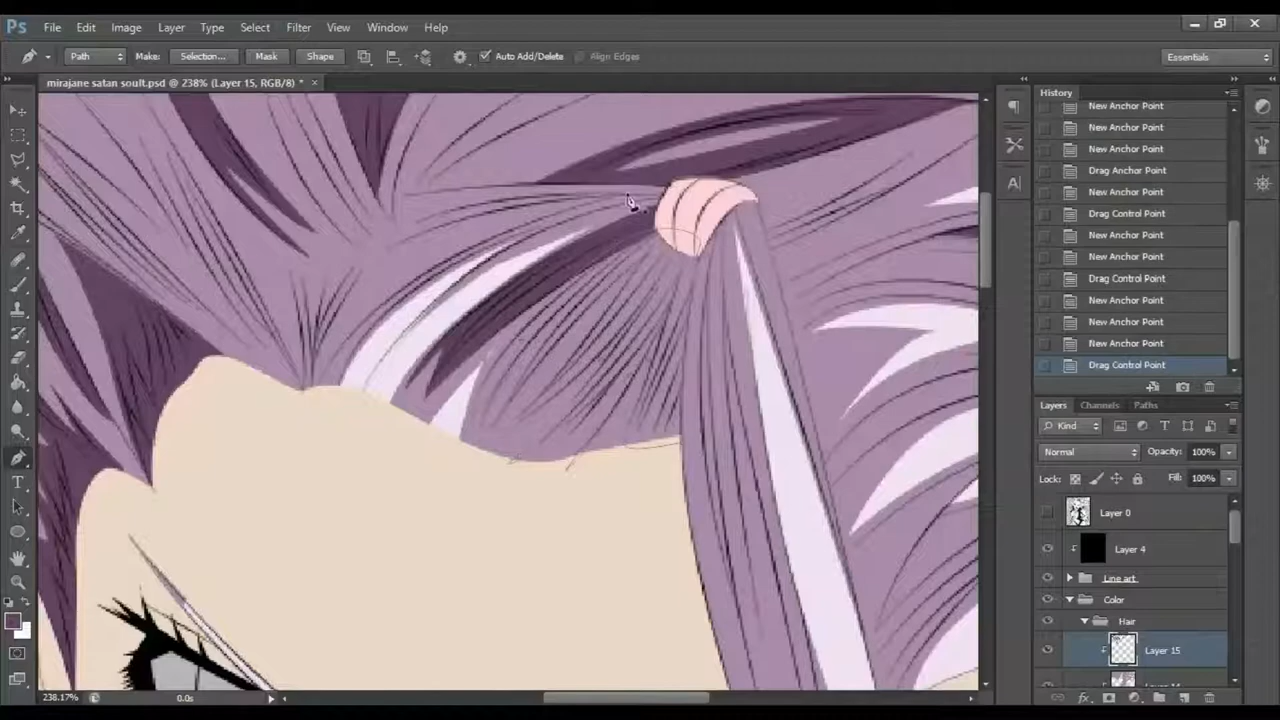 Ps File Edit Image Layer Type Select Filter View Window Help
Path Make: Selection... Mask Shape Auto Add/Delete Align Edges Essentials
mirajane satan soult.psd @ 238% (Layer 15, RGB/8) *
History
New Anchor Point
New Anchor Point
New Anchor Point
Drag Anchor Point
New Anchor Point
Drag Control Point
New Anchor Point
New Anchor Point
Drag Control Point
New Anchor Point
New Anchor Point
New Anchor Point
Drag Control Point
Layers Channels Paths
Kind
Normal Opacity: 100%
Lock: Fill: 100%
Layer 0
Layer 4
Line art
Color
Hair
Layer 15
238.17% 0.0s